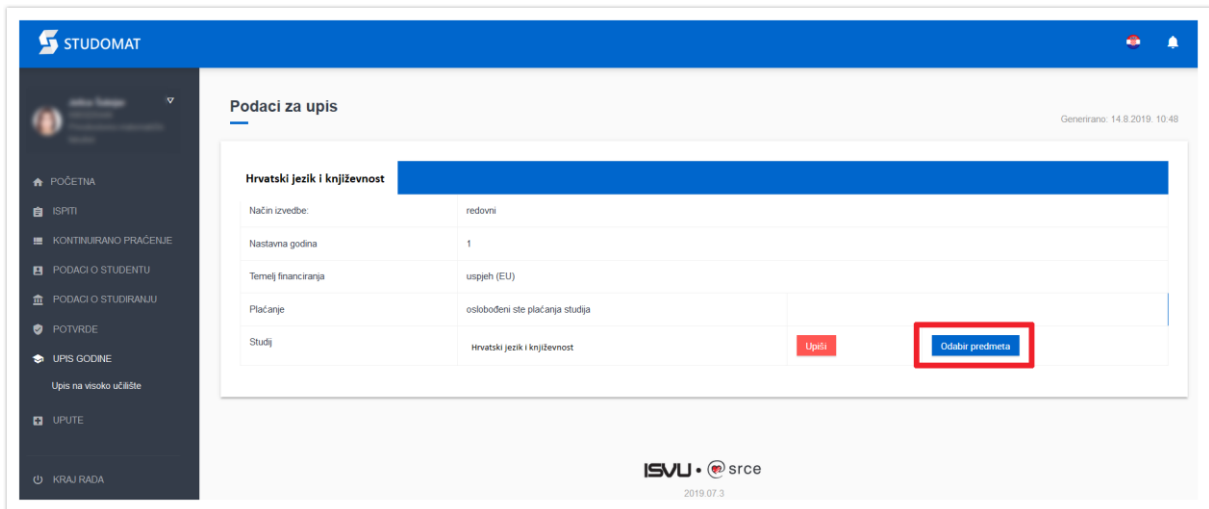 STUDOMAT
Podaci za upis
Generirano: 14.8.2019. 10:48
POČETNA
ISPITI
KONTINUIRANO PRAĆENJE
PODACI O STUDENTU
PODACI O STUDIRANJU
POTVRDE
UPIS GODINE
Upis na visoko učilište
UPUTE
KRAJ RADA
Hrvatski jezik i književnost
Način izvedbe: redovni
Nastavna godina 1
Temelj financiranja uspjeh (EU)
Plaćanje oslobođeni ste plaćanja studija
Studij Hrvatski jezik i književnost Upiši Odabir predmeta
ISVU • srce
2019.07.3